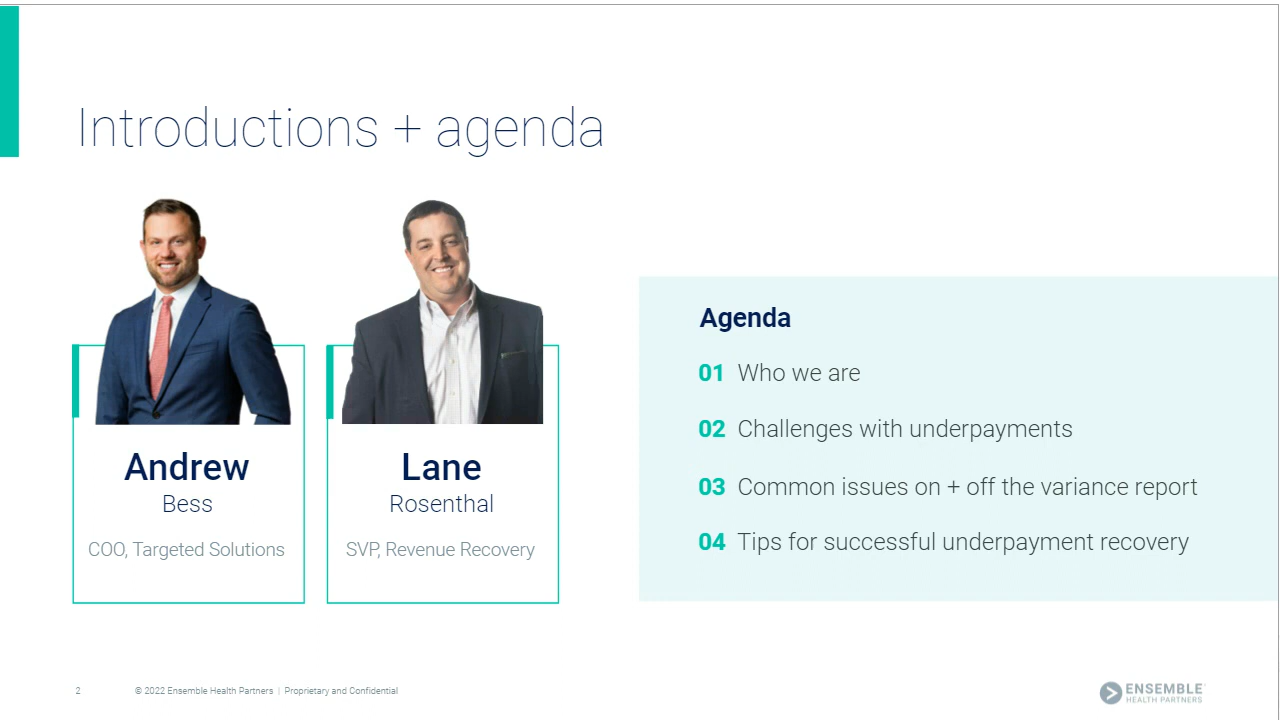 Introductions + agenda
Andrew
Bess
COO, Targeted Solutions
Lane
Rosenthal
SVP, Revenue Recovery
Agenda
01 Who we are
02 Challenges with underpayments
03 Common issues on + off the variance report
04 Tips for successful underpayment recovery
2
© 2022 Ensemble Health Partners | Proprietary and Confidential
ENSEMBLE
HEALTH PARTNERS